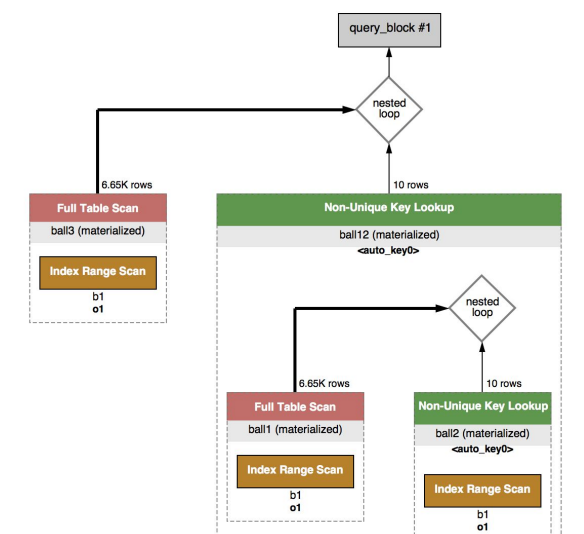 query_block #1
nested
loop
6.65K rows
10 rows
Full Table Scan
Non-Unique Key Lookup
ball3 (materialized)
ball12 (materialized)
<auto_key0>
Index Range Scan
b1
o1
nested
loop
6.65K rows
10 rows
Full Table Scan
Non-Unique Key Lookup
ball1 (materialized)
ball2 (materialized)
<auto_key0>
Index Range Scan
Index Range Scan
b1
o1
b1
o1